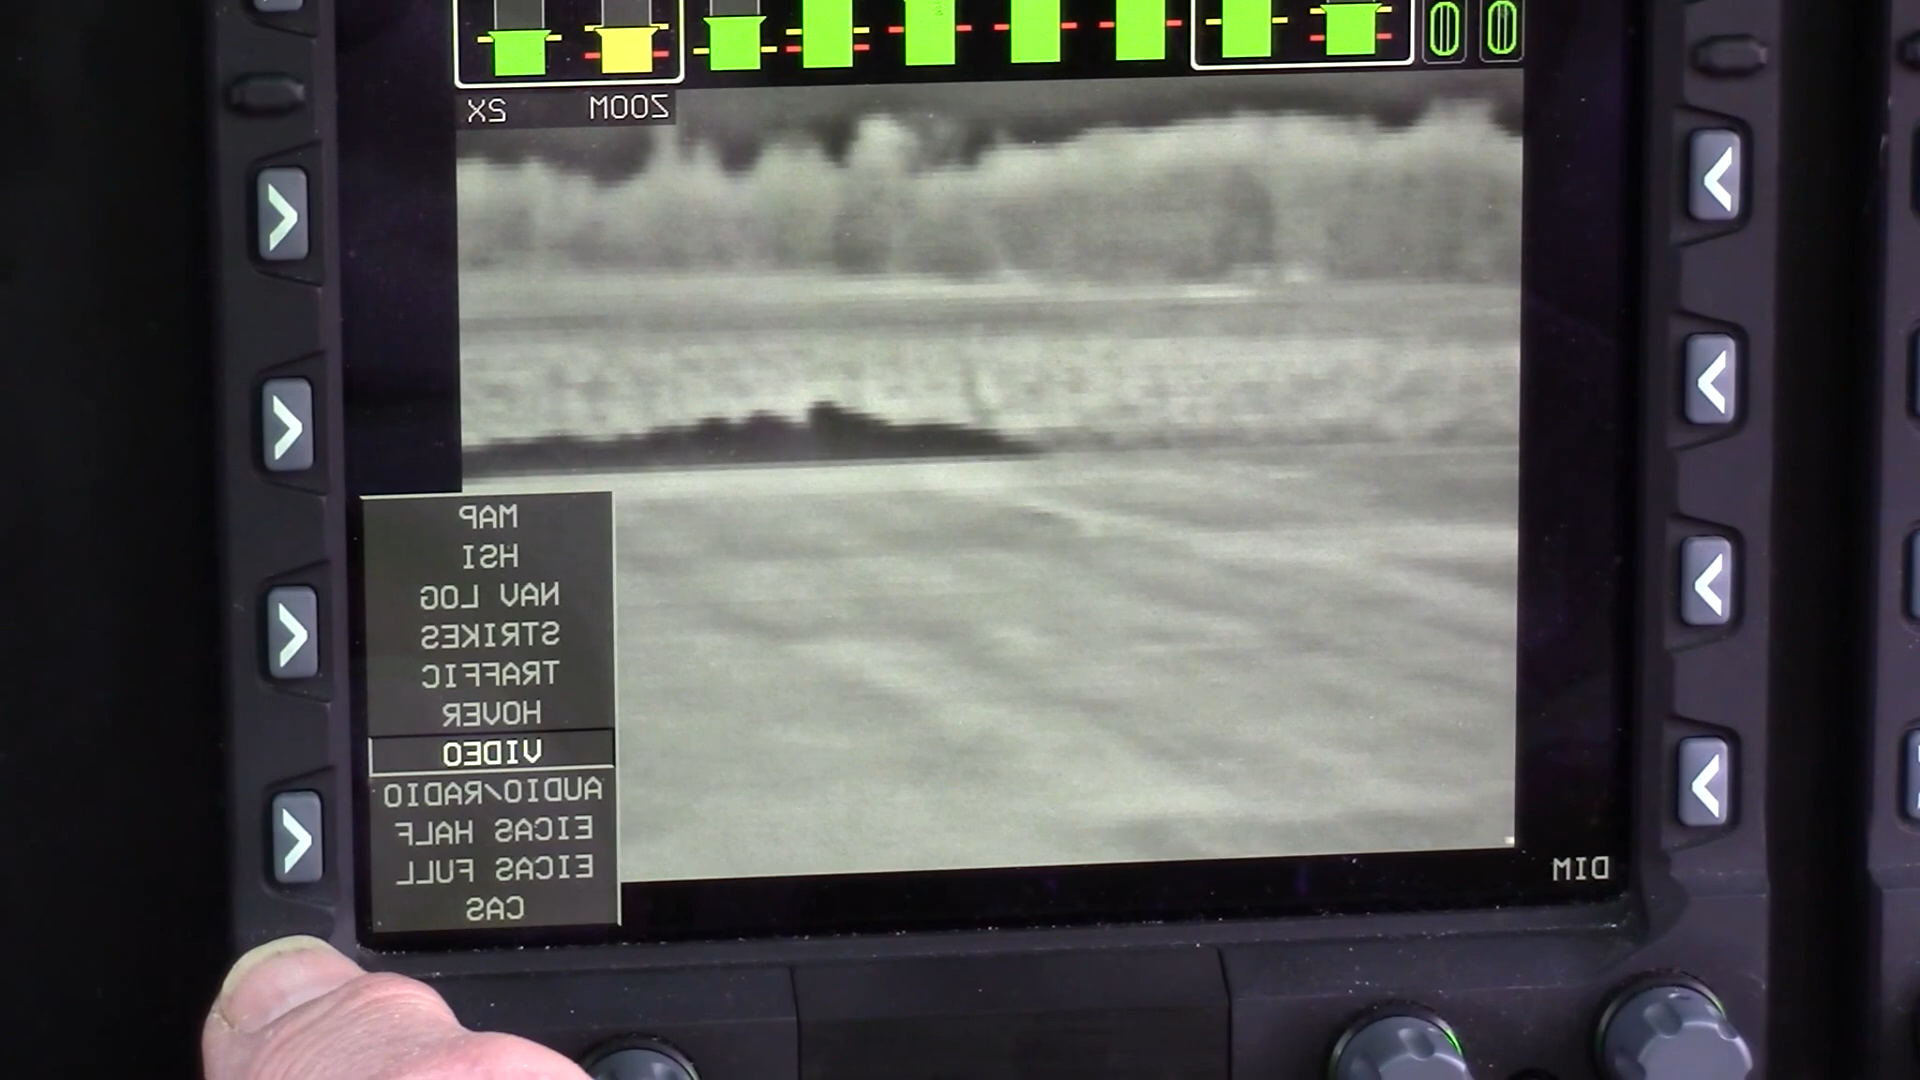 ZOOM 2X
MAP
HSI
NAV LOG
STRIKES
TRAFFIC
HOVER
VIDEO
AUDIO/RADIO
EICAS HALF
EICAS FULL
CAS
DIM